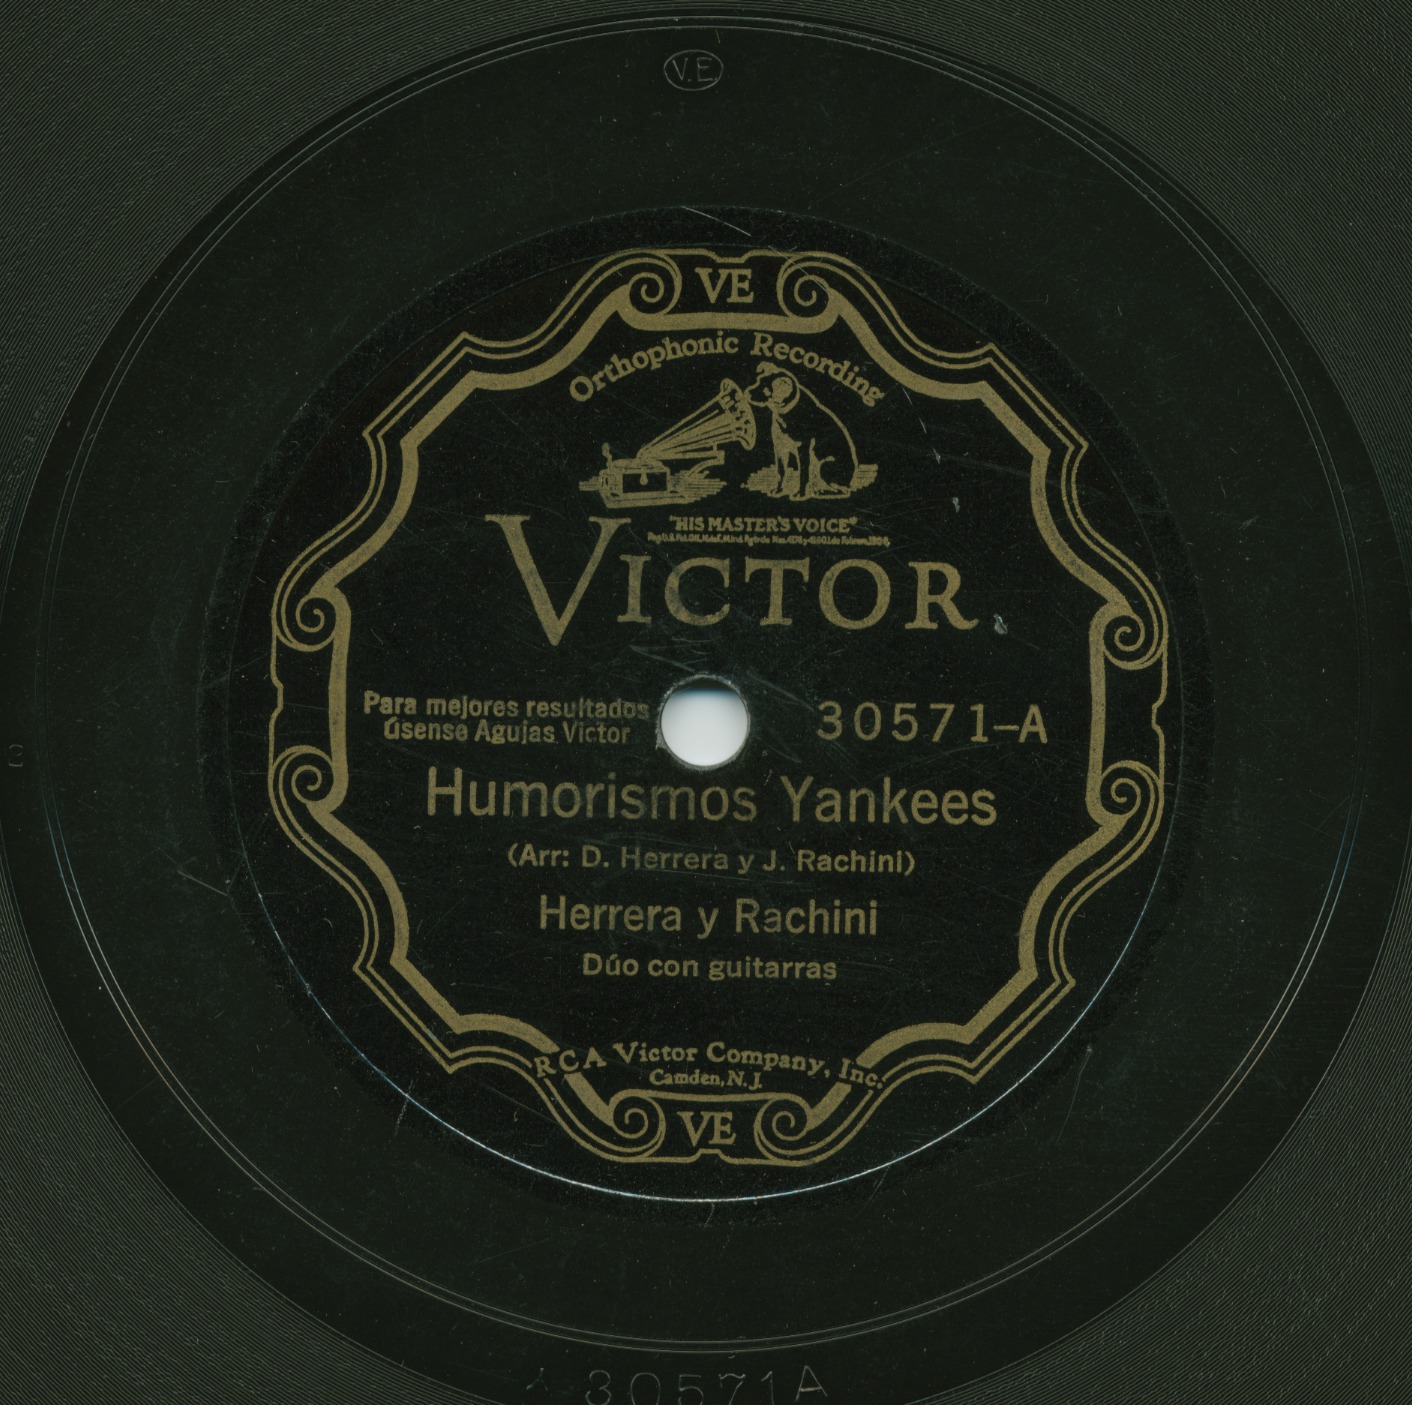 V.E.
VE
Orthophonic Recording
"HIS MASTER'S VOICE"
VICTOR
Para mejores resultados
úsense Agujas Victor
30571-A
Humorismos Yankees
(Arr: D. Herrera y J. Rachini)
Herrera y Rachini
Dúo con guitarras
RCA Victor Company, Inc.
Camden, N. J.
VE
30571A